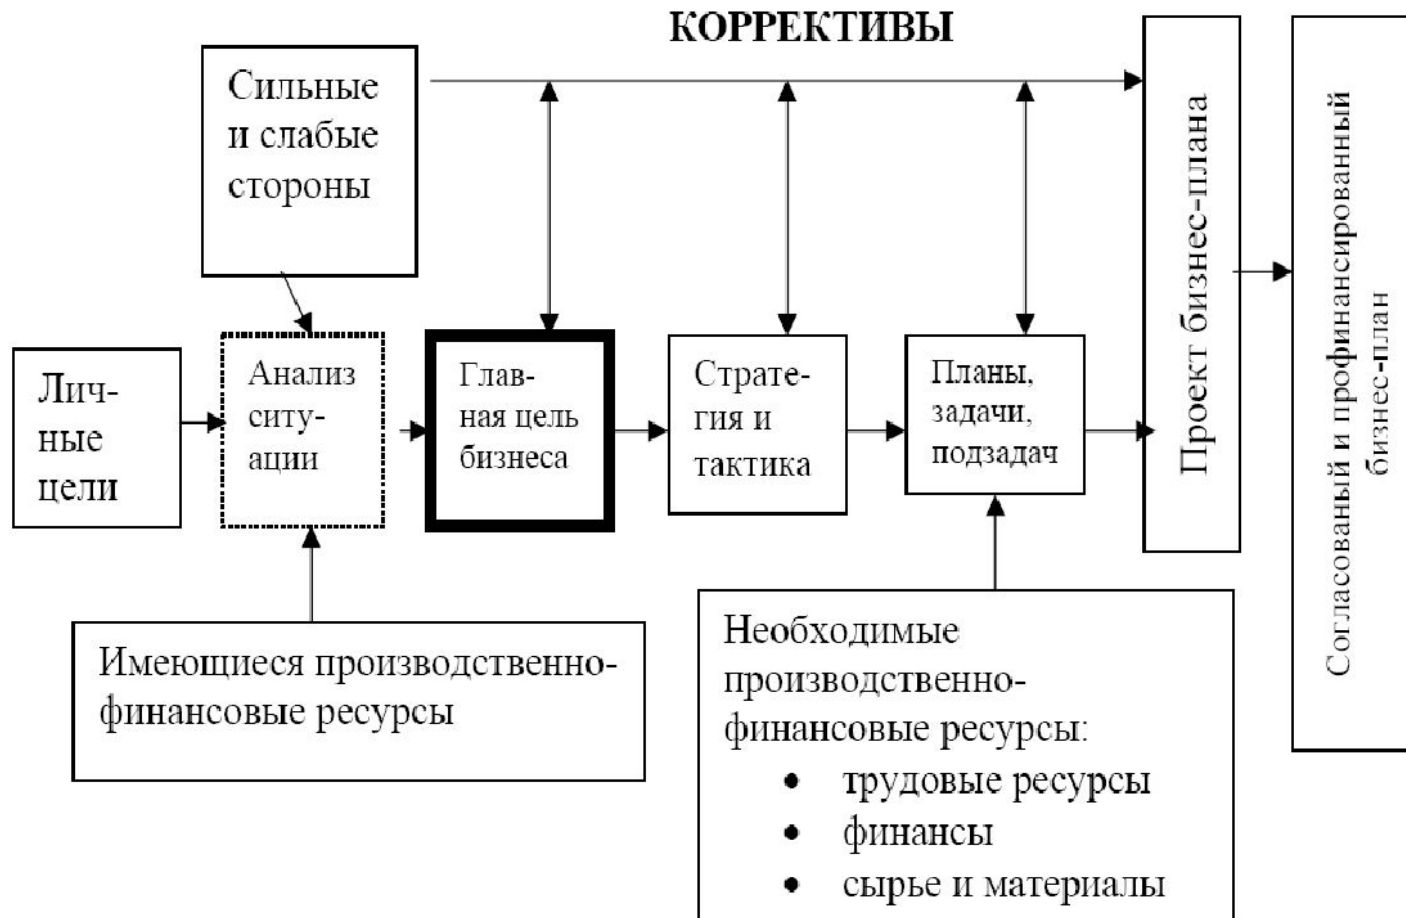 КОРРЕКТИВЫ
Сильные
и слабые
стороны
Лич-
ные
цели
Анализ
ситу-
ации
Глав-
ная цель
бизнеса
Страте-
гия и
тактика
Планы,
задачи,
подзадач
Проект бизнес-плана
Согласованый и профинансированный
бизнес-план
Имеющиеся производственно-
финансовые ресурсы
Необходимые
производственно-
финансовые ресурсы:
• трудовые ресурсы
• финансы
• сырье и материалы